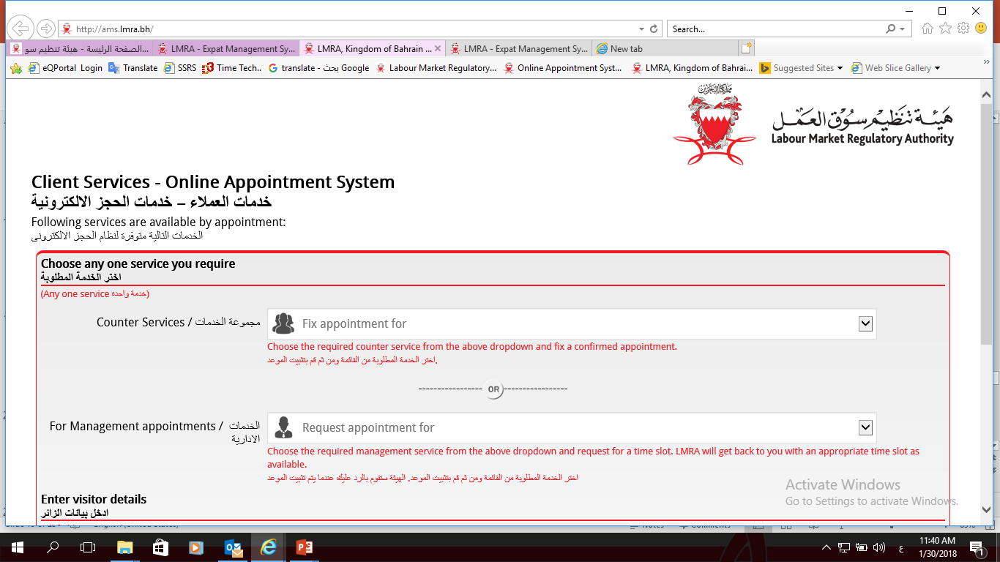 http://ams.lmra.bh/
Search...
الصفحة الرئيسة - هيئة تنظيم سو...
LMRA - Expat Management Sy...
LMRA, Kingdom of Bahrain ...
LMRA - Expat Management Sy...
New tab
eQPortal Login
Translate
SSRS
Time Tech..
translate - بحث Google
Labour Market Regulatory...
Online Appointment Syst...
LMRA, Kingdom of Bahrai...
Suggested Sites
Web Slice Gallery
مملكة البحرين
هيئة تنظيم سوق العمل
Labour Market Regulatory Authority
Client Services - Online Appointment System
خدمات العملاء – خدمات الحجز الالكترونية
Following services are available by appointment:
الخدمات التالية متوفرة لنظام الحجز الالكترونى
Choose any one service you require
اختر الخدمة المطلوبة
(Any one service خدمة واحدة)
Counter Services / مجموعة الخدمات
Fix appointment for
Choose the required counter service from the above dropdown and fix a confirmed appointment.
اختر الخدمة المطلوبة من القائمة ومن ثم قم بتثبيت الموعد.
----------------- OR -----------------
For Management appointments / الخدمات
الادارية
Request appointment for
Choose the required management service from the above dropdown and request for a time slot. LMRA will get back to you with an appropriate time slot as
available.
اختر الخدمة المطلوبة من القائمة ومن ثم قم بتثبيت الموعد. الهيئة ستقوم بالرد عليك عندما يتم تثبيت الموعد
Activate Windows
Go to Settings to activate Windows.
Enter visitor details
ادخل بيانات الزائر
ع
11:40 AM
1/30/2018
1